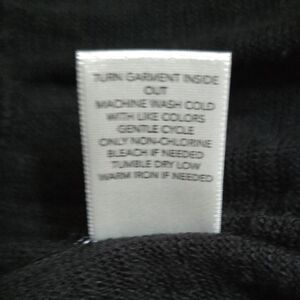 TURN GARMENT INSIDE
OUT
MACHINE WASH COLD
WITH LIKE COLORS
GENTLE CYCLE
ONLY NON-CHLORINE
BLEACH IF NEEDED
TUMBLE DRY LOW
WARM IRON IF NEEDED